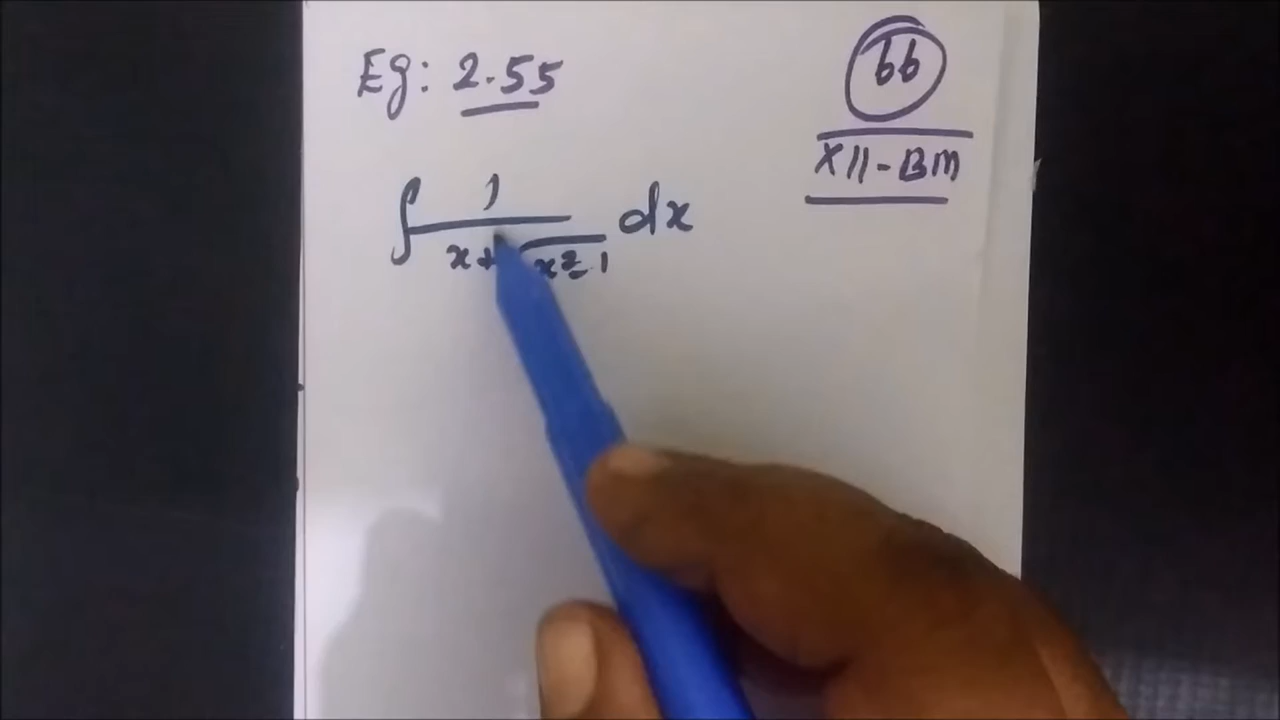 Eg: 2.55
66
XII-BM
∫ 1/(x+√(x²-1)) dx